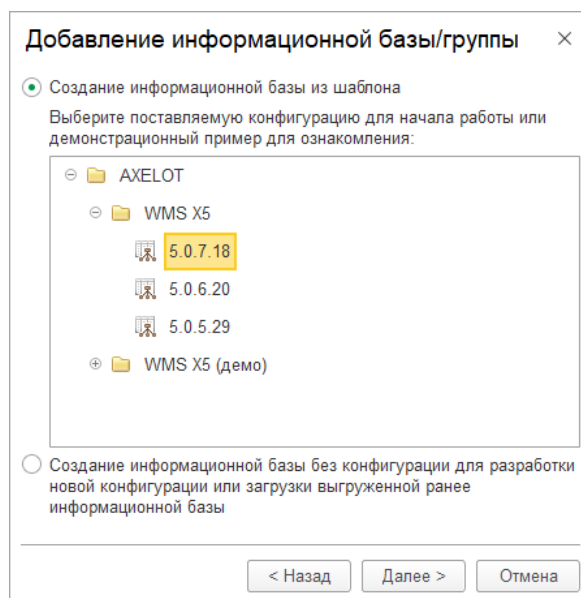 Добавление информационной базы/группы
Создание информационной базы из шаблона
Выберите поставляемую конфигурацию для начала работы или
демонстрационный пример для ознакомления:
AXELOT
WMS X5
5.0.7.18
5.0.6.20
5.0.5.29
WMS X5 (демо)
Создание информационной базы без конфигурации для разработки
новой конфигурации или загрузки выгруженной ранее
информационной базы
< Назад Далее > Отмена